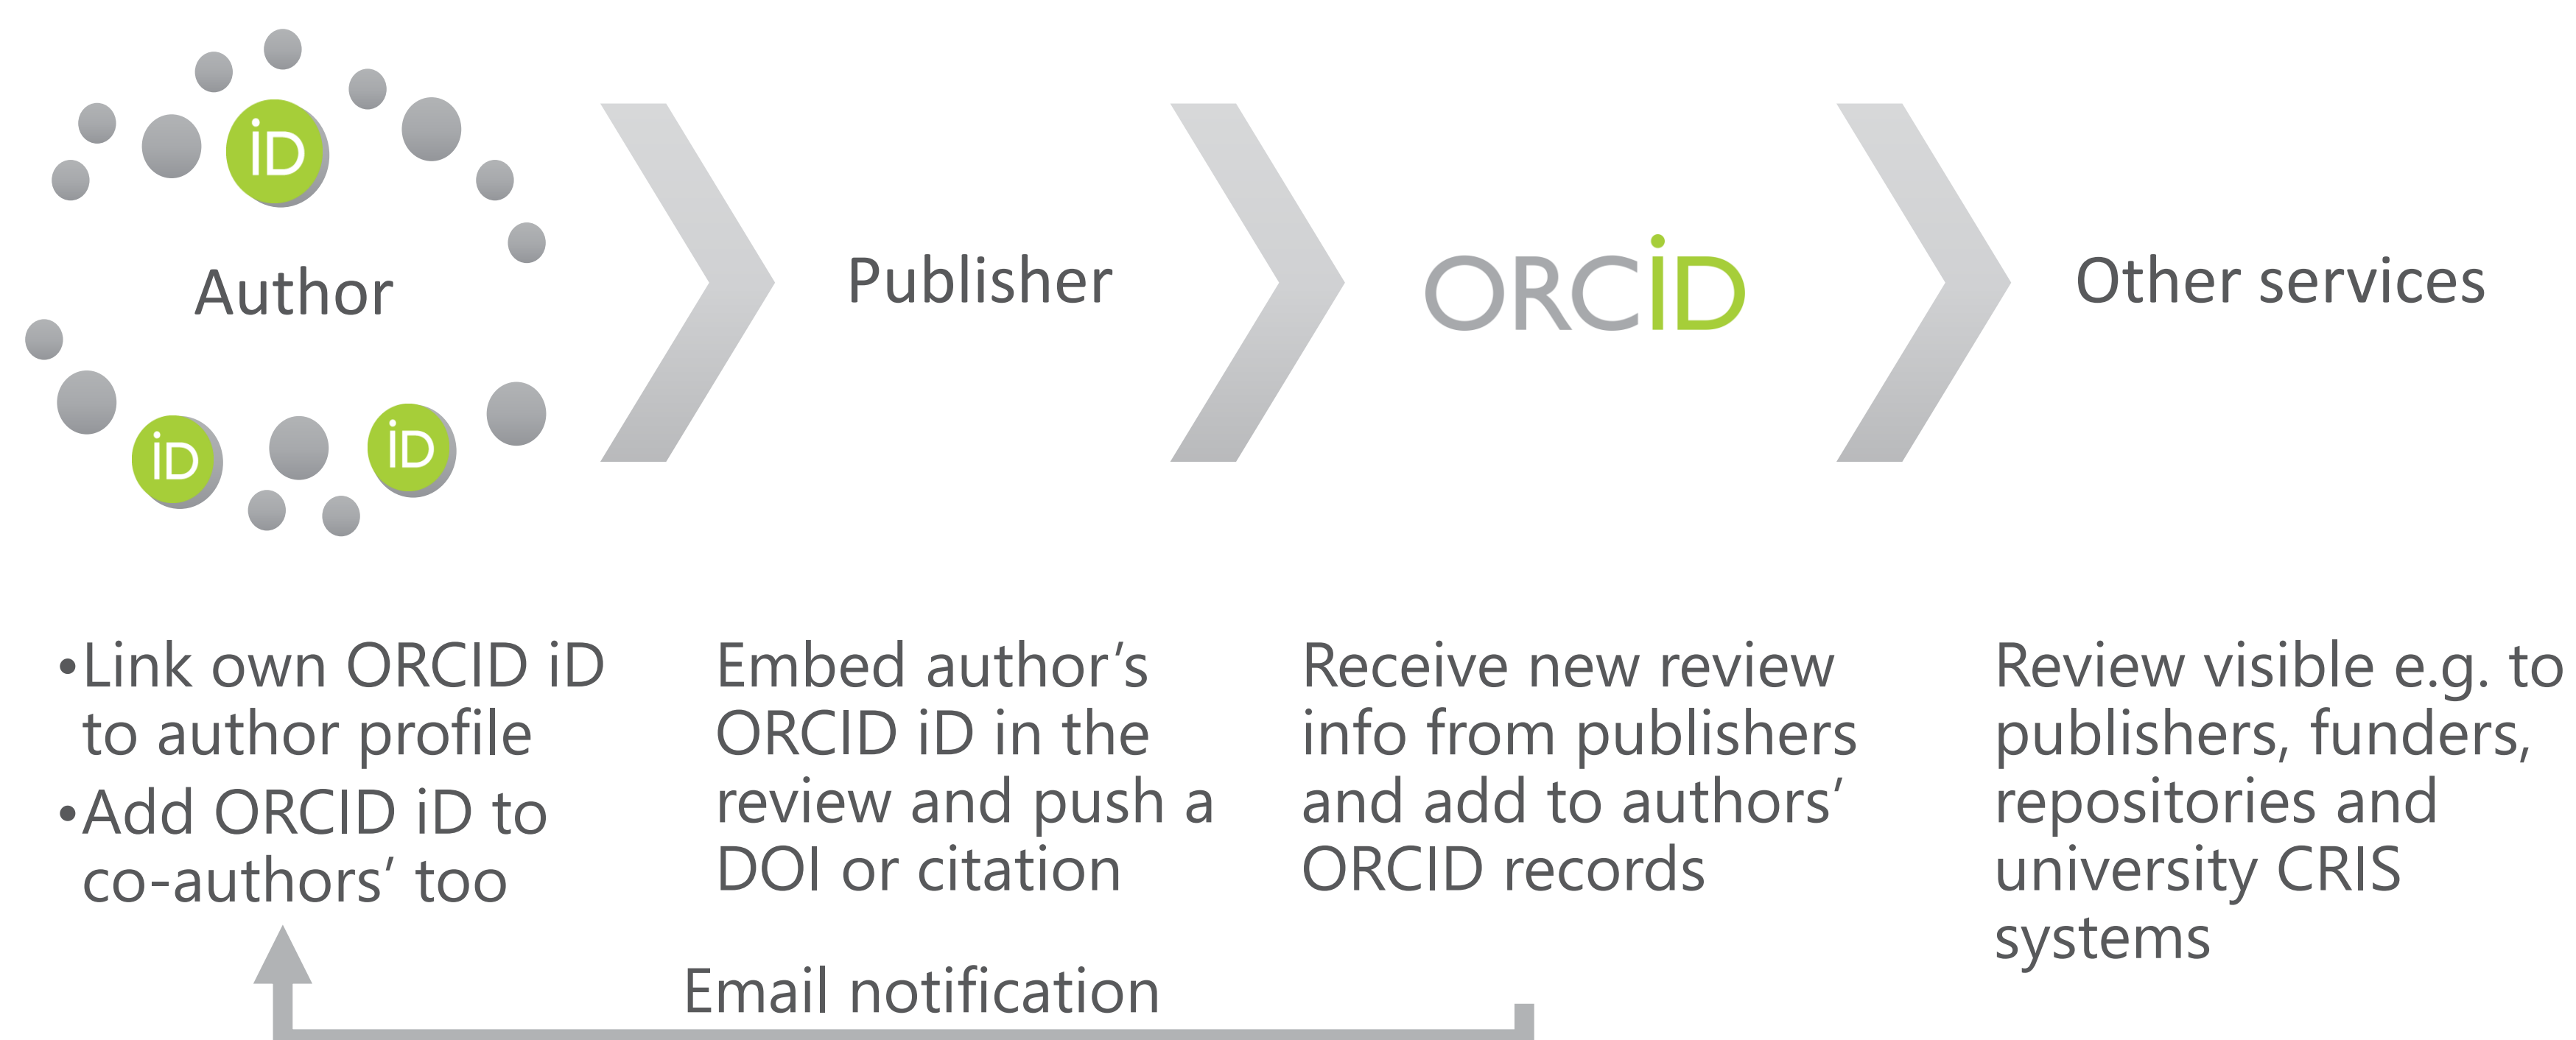 iD
Author
iD
iD
Publisher
ORCiD
Other services
•Link own ORCID iD
to author profile
•Add ORCID iD to
co-authors’ too
Embed author’s
ORCID iD in the
review and push a
DOI or citation
Receive new review
info from publishers
and add to authors’
ORCID records
Review visible e.g. to
publishers, funders,
repositories and
university CRIS
systems
Email notification